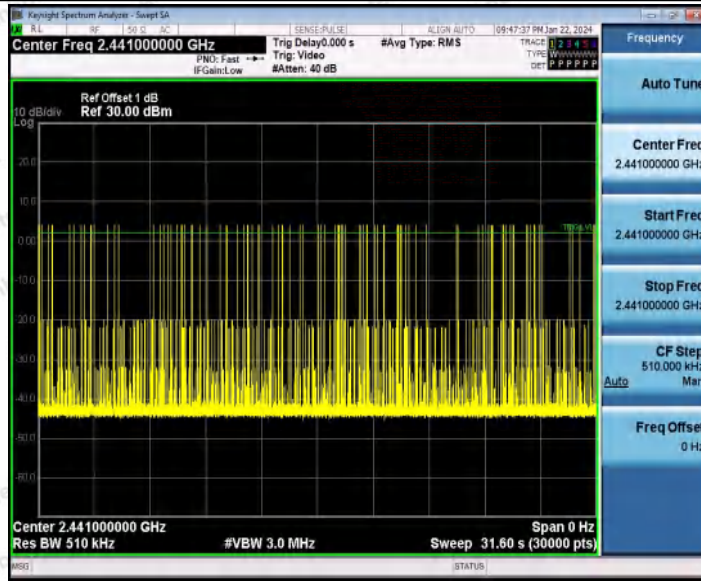 Keysight Spectrum Analyzer - Swept SA
RL RF 50 Ω AC SENSE:PULSE ALIGN AUTO 09:47:37 PM Jan 22, 2024
Center Freq 2.441000000 GHz
PNO: Fast
IFGain:Low
Trig Delay0.000 s
Trig: Video
#Atten: 40 dB
#Avg Type: RMS
TRACE 1 2 3 4 5 6
TYPE WWWWWW
DET P P P P P P
Ref Offset 1 dB
10 dB/div Ref 30.00 dBm
Log
20.0
10.0
0.00
-10.0
-20.0
-30.0
-40.0
-50.0
-60.0
TRIG LVL
Center 2.441000000 GHz Span 0 Hz
Res BW 510 kHz #VBW 3.0 MHz Sweep 31.60 s (30000 pts)
MSG STATUS
Frequency
Auto Tune
Center Freq
2.441000000 GHz
Start Freq
2.441000000 GHz
Stop Freq
2.441000000 GHz
CF Step
510.000 kHz
Auto Man
Freq Offset
0 Hz